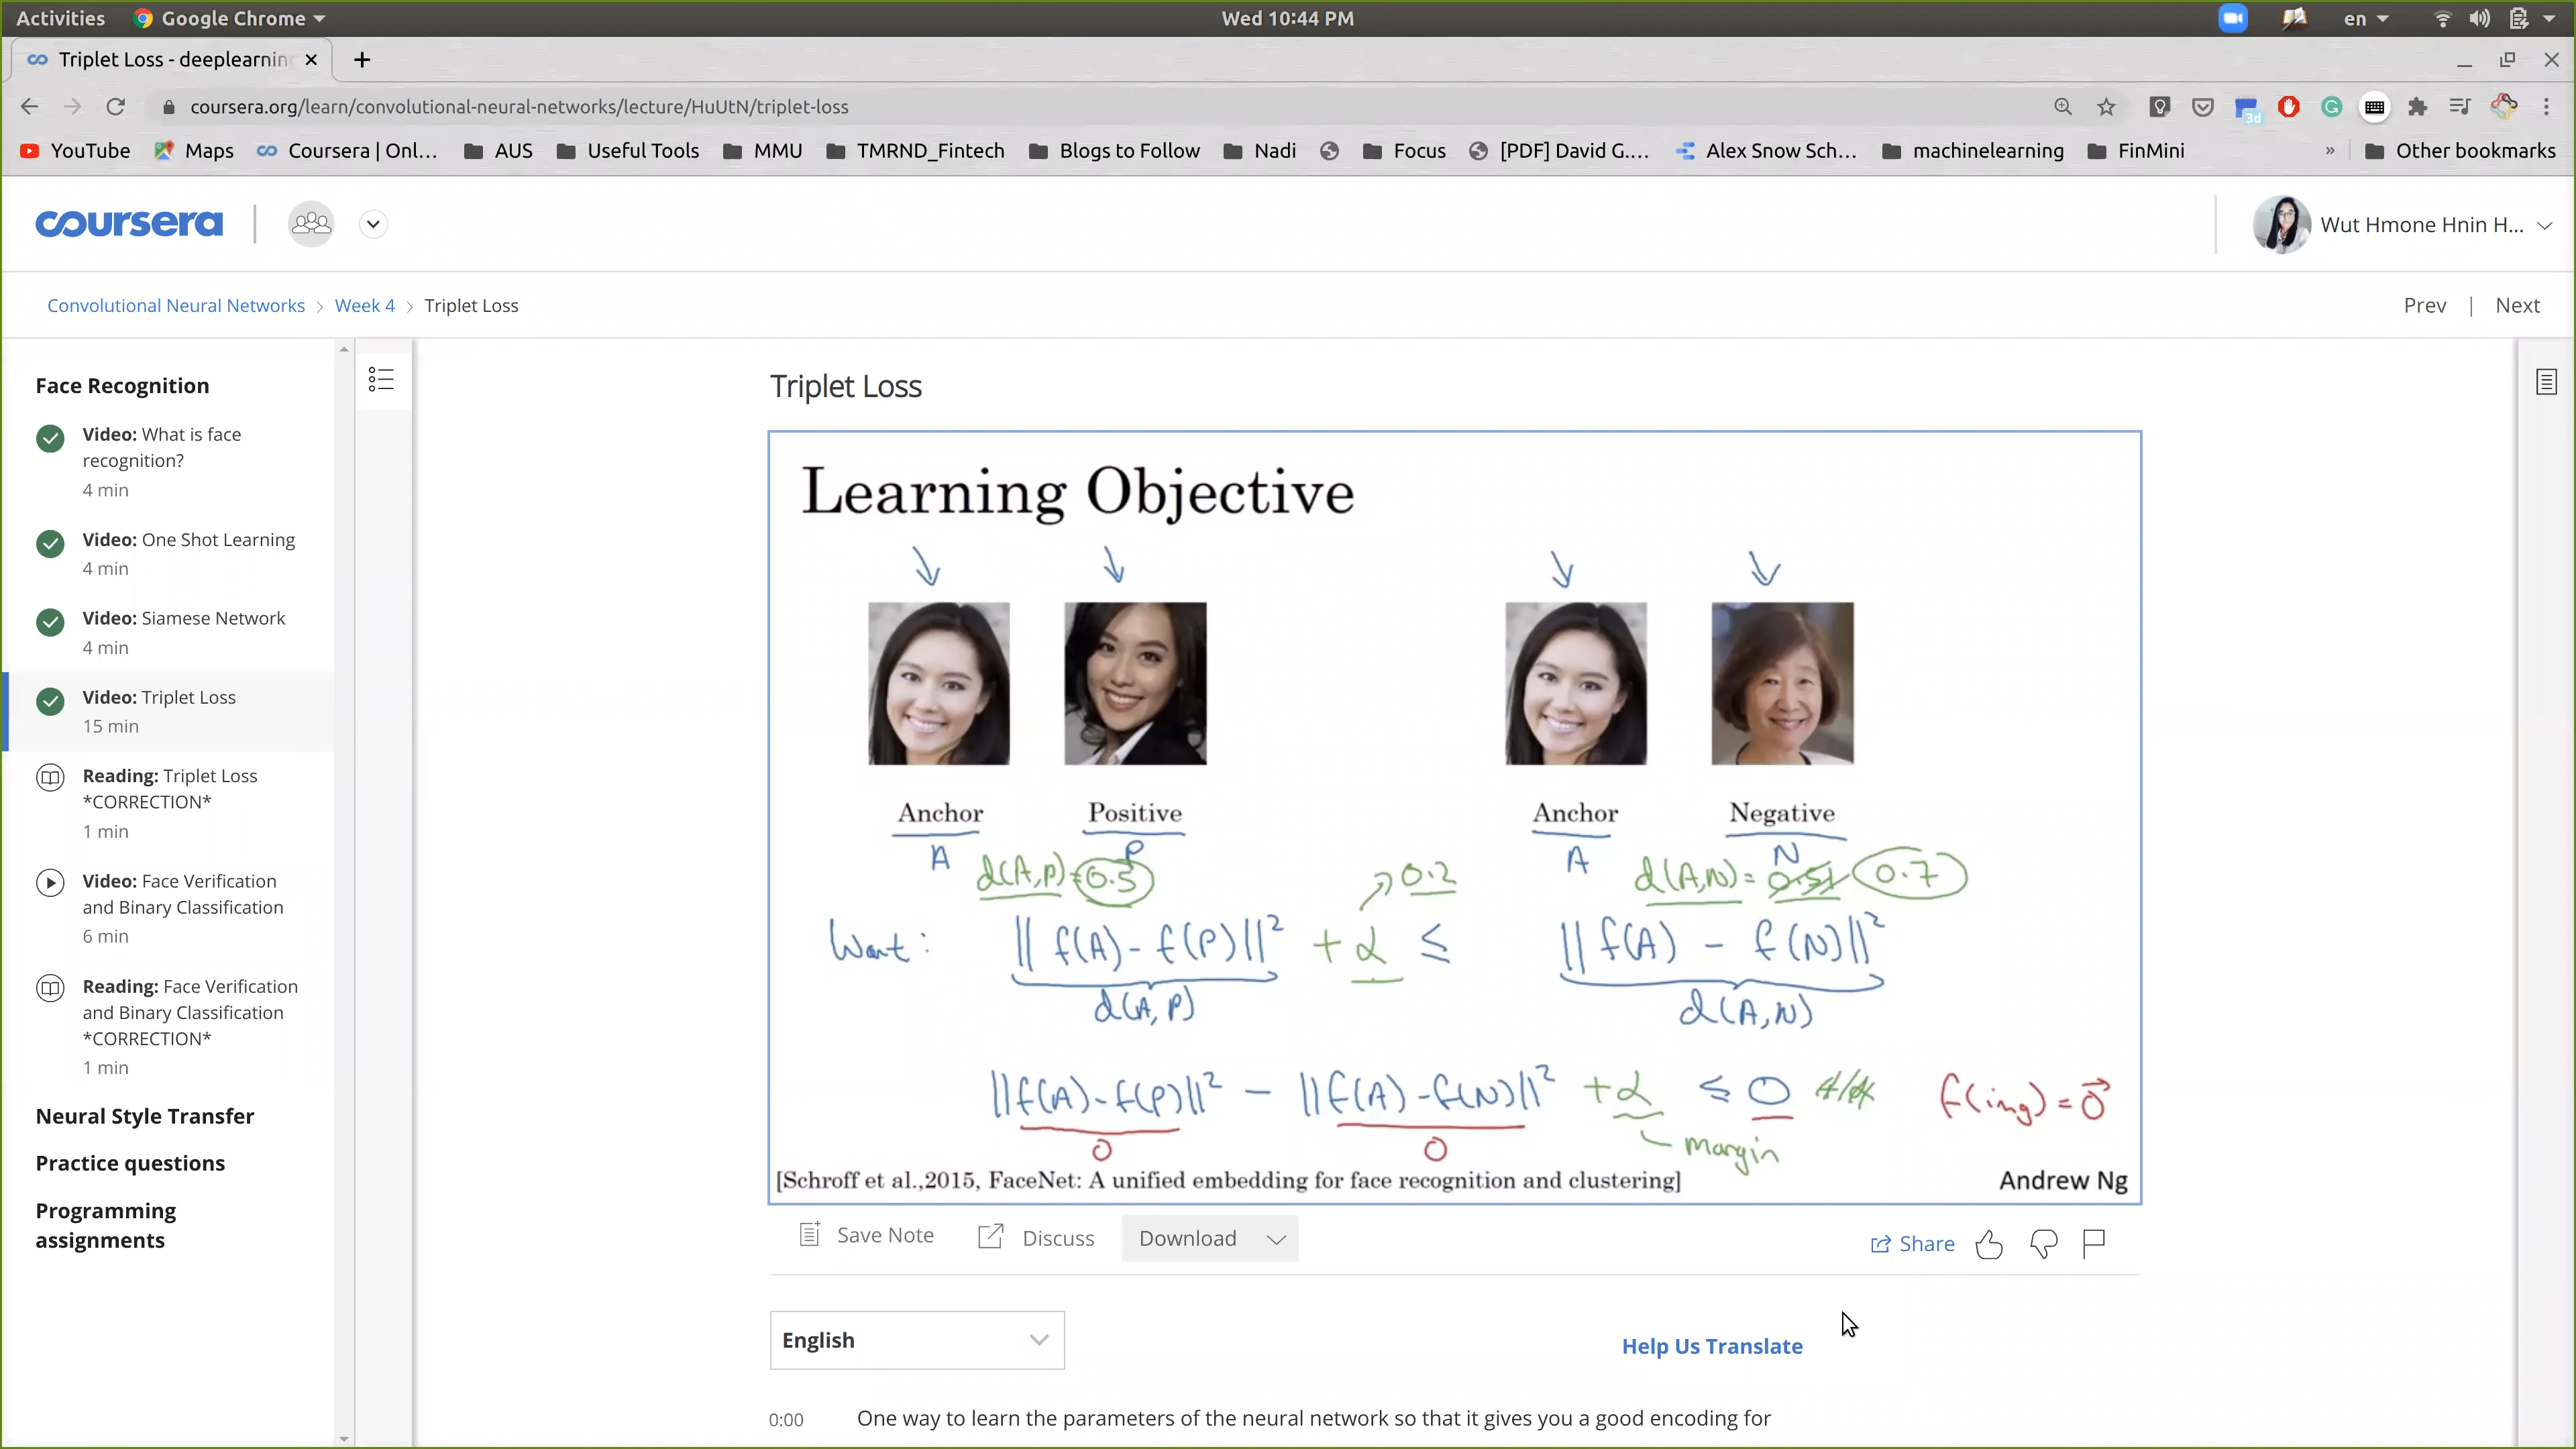 Activities Google Chrome Wed 10:44 PM en
Triplet Loss - deeplearnin
coursera.org/learn/convolutional-neural-networks/lecture/HuUtN/triplet-loss 3d
YouTube Maps Coursera | Onl... AUS Useful Tools MMU TMRND_Fintech Blogs to Follow Nadi Focus [PDF] David G.... Alex Snow Sch... machinelearning FinMini » Other bookmarks
coursera Wut Hmone Hnin H...
Convolutional Neural Networks > Week 4 > Triplet Loss Prev | Next
Face Recognition
Video: What is face
recognition?
4 min
Video: One Shot Learning
4 min
Video: Siamese Network
4 min
Video: Triplet Loss
15 min
Reading: Triplet Loss
*CORRECTION*
1 min
Video: Face Verification
and Binary Classification
6 min
Reading: Face Verification
and Binary Classification
*CORRECTION*
1 min
Neural Style Transfer
Practice questions
Programming
assignments
Triplet Loss
Learning Objective
Anchor Positive Anchor Negative
A P A N
d(A,P) = 0.5 0.2 d(A,N) = 0.51 0.7
Want: ||f(A) - f(P)||² + α ≤ ||f(A) - f(N)||²
d(A,P) d(A,N)
||f(A) - f(P)||² - ||f(A) - f(N)||² + α ≤ 0 f(img) = 0⃗
0 0 margin
[Schroff et al.,2015, FaceNet: A unified embedding for face recognition and clustering] Andrew Ng
Save Note Discuss Download Share
English Help Us Translate
0:00 One way to learn the parameters of the neural network so that it gives you a good encoding for